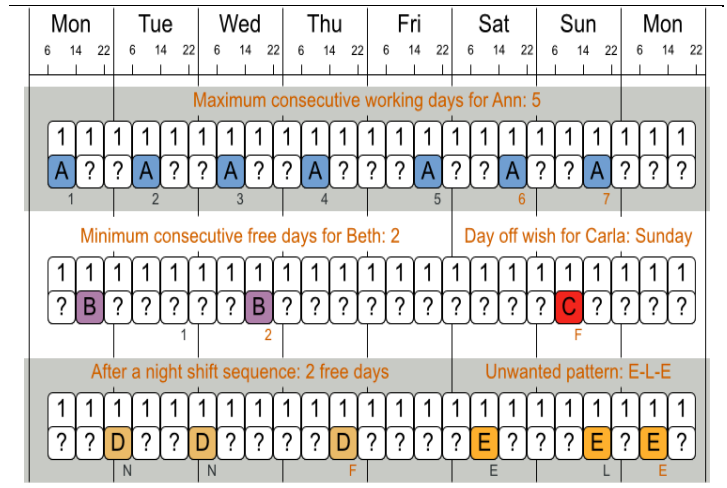 Mon Tue Wed Thu Fri Sat Sun Mon
6 14 22 6 14 22 6 14 22 6 14 22 6 14 22 6 14 22 6 14 22 6 14 22
Maximum consecutive working days for Ann: 5
1 1 1 1 1 1 1 1 1 1 1 1 1 1 1 1 1 1 1 1 1 1 1
A ? ? A ? ? A ? ? A ? ? ? A ? ? A ? ? A ? ? ?
1 2 3 4 5 6 7
Minimum consecutive free days for Beth: 2 Day off wish for Carla: Sunday
1 1 1 1 1 1 1 1 1 1 1 1 1 1 1 1 1 1 1 1 1 1 1
? B ? ? ? ? ? B ? ? ? ? ? ? ? ? ? ? C ? ? ? ?
1 2 F
After a night shift sequence: 2 free days Unwanted pattern: E-L-E
1 1 1 1 1 1 1 1 1 1 1 1 1 1 1 1 1 1 1 1 1 1 1
? ? D ? ? D ? ? ? ? D ? ? ? ? E ? ? ? E ? E ?
N N F E L E